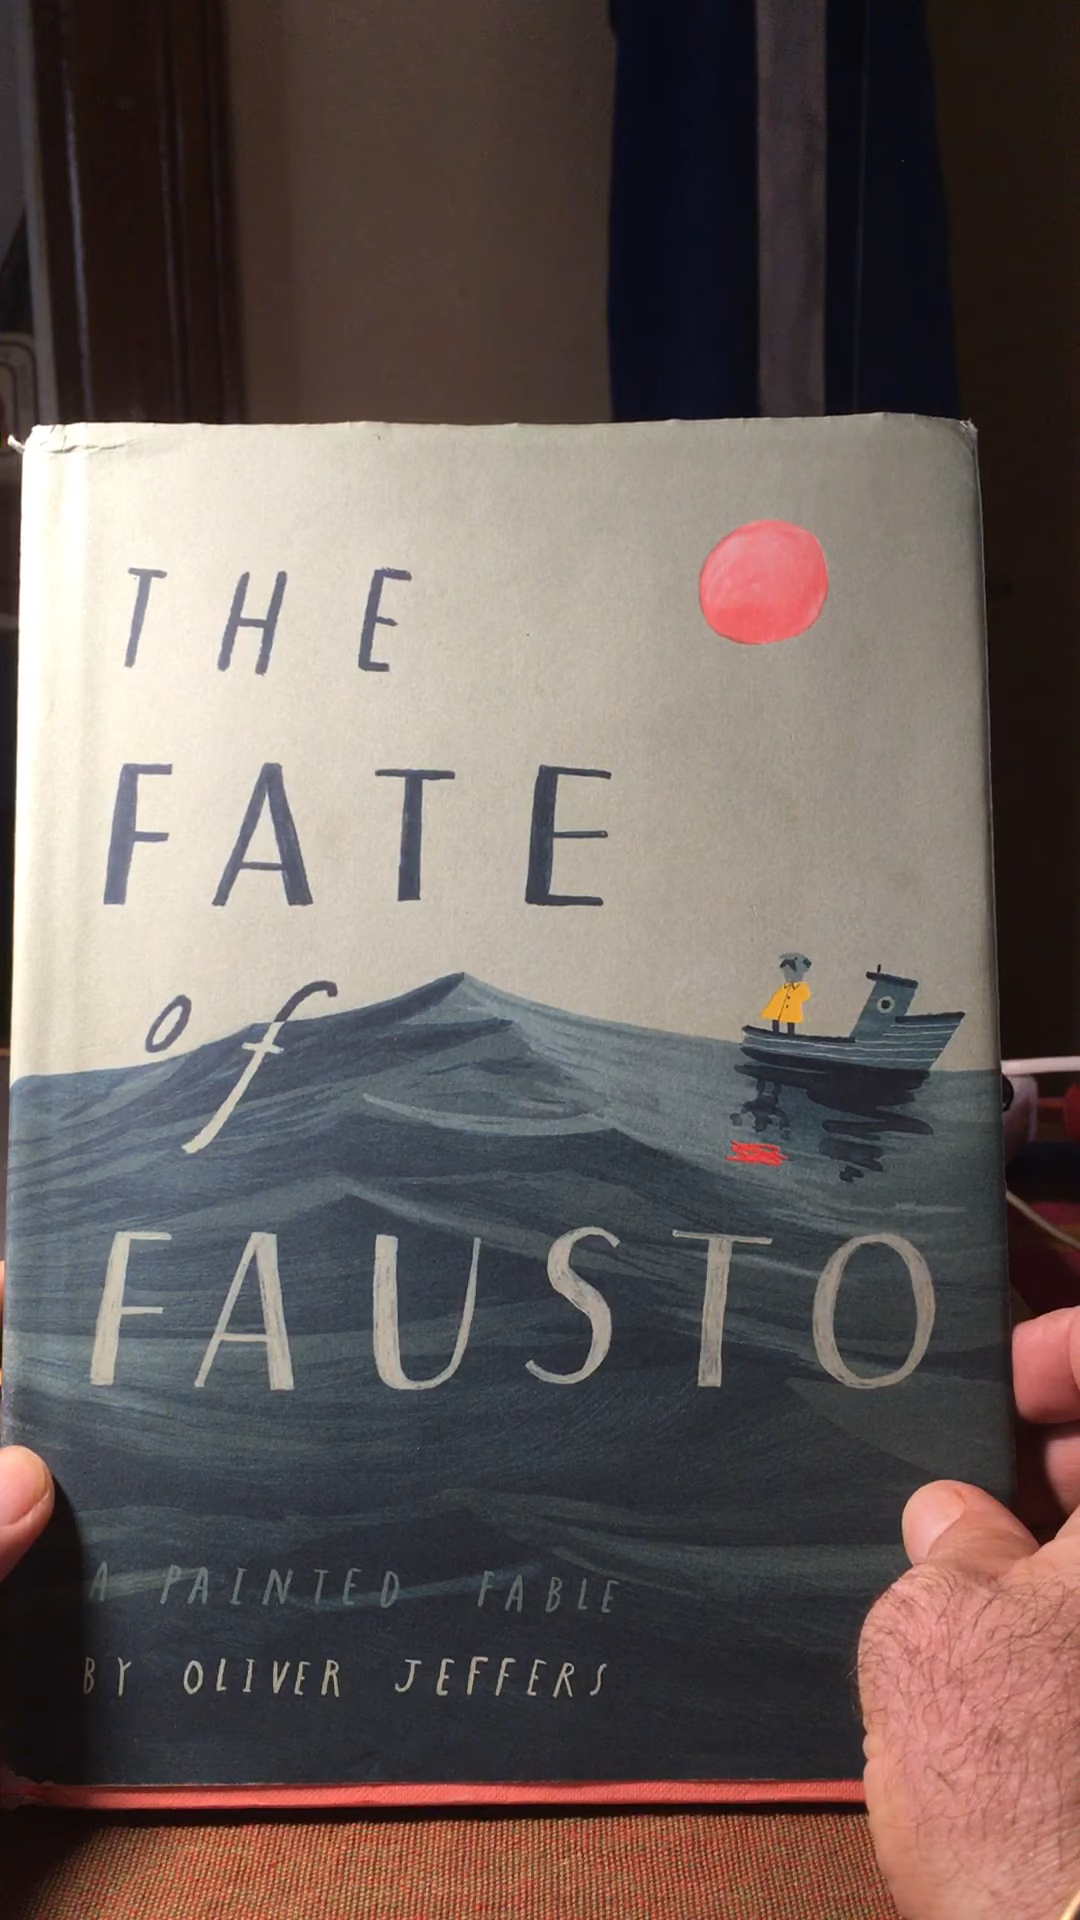 THE
FATE
of
FAUSTO
A PAINTED FABLE
BY OLIVER JEFFERS